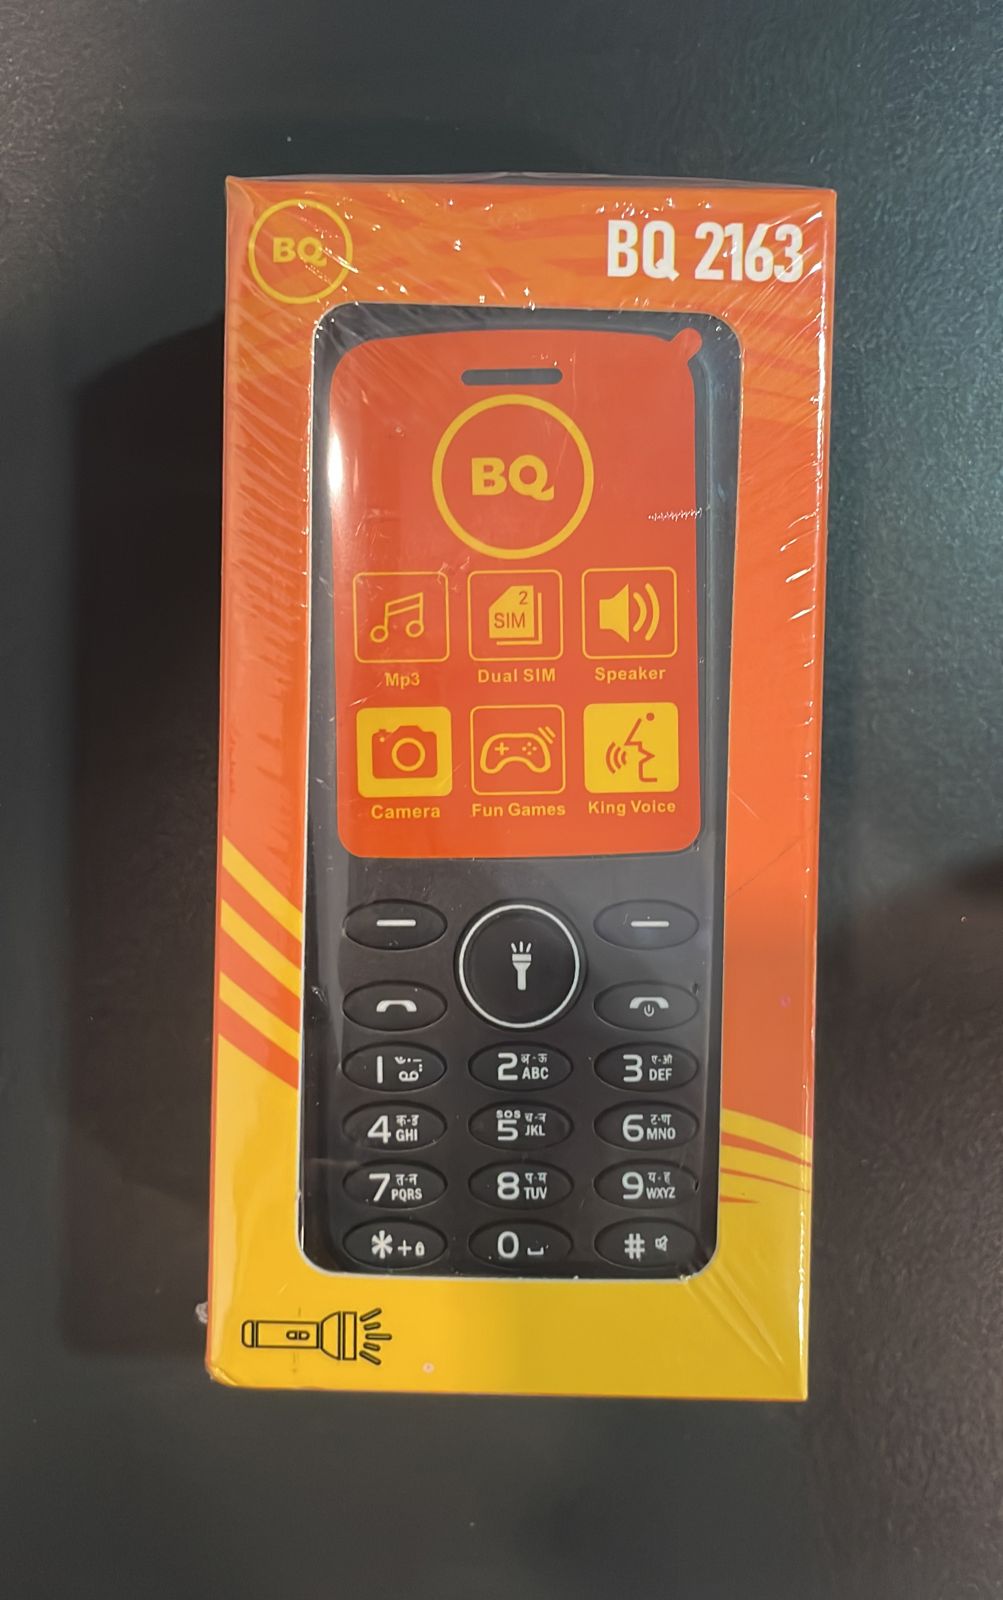 BQ
BQ 2163
BQ
2
SIM
Mp3
Dual SIM
Speaker
Camera
Fun Games
King Voice
1
2 अ-ऊ
ABC
3 ए-ओ
DEF
4 क-ङ
GHI
SOS
5 च-ञ
JKL
6 ट-ण
MNO
7 त-न
PQRS
8 प-म
TUV
9 य-ह
WXYZ
*+
0
#